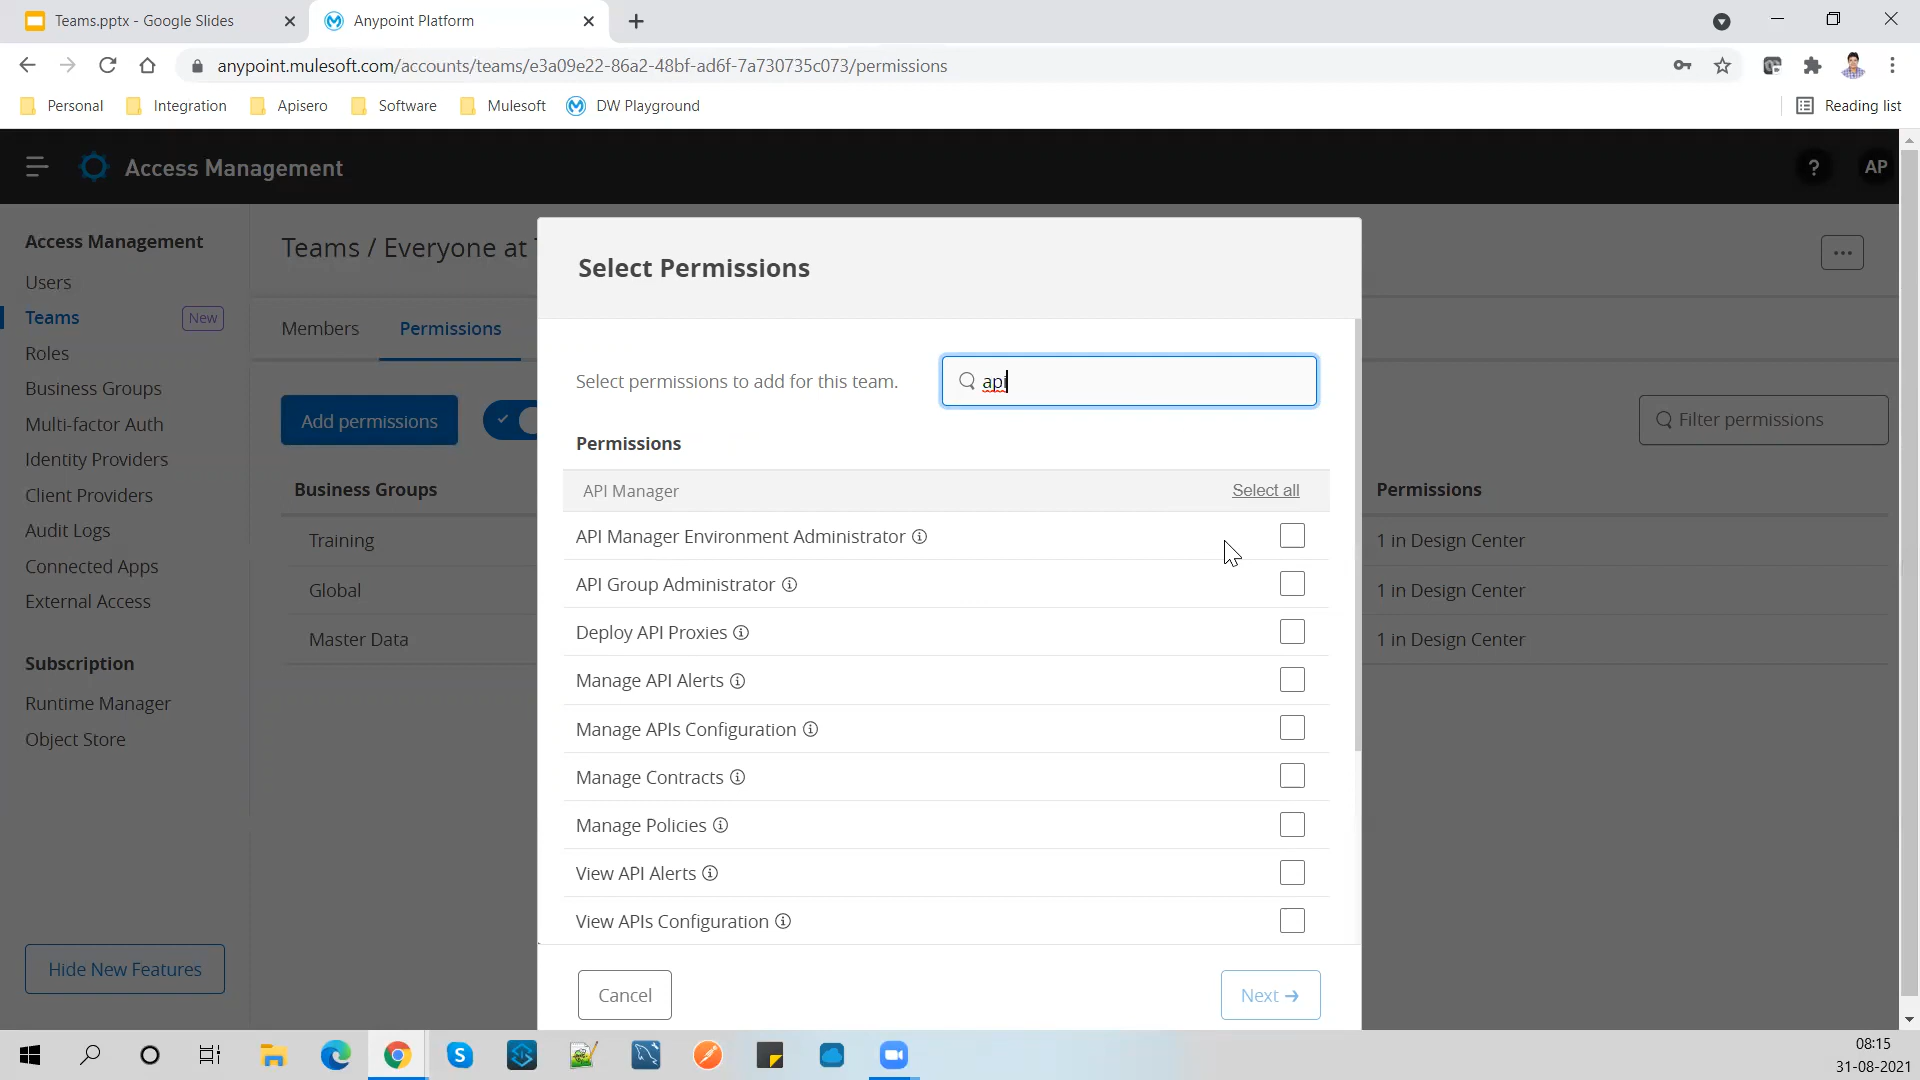 Teams.pptx - Google Slides
Anypoint Platform
anypoint.mulesoft.com/accounts/teams/e3a09e22-86a2-48bf-ad6f-7a730735c073/permissions
Personal
Integration
Apisero
Software
Mulesoft
DW Playground
Reading list
Access Management
?
AP
Access Management
Users
Teams
New
Roles
Business Groups
Multi-factor Auth
Identity Providers
Client Providers
Audit Logs
Connected Apps
External Access
Subscription
Runtime Manager
Object Store
Hide New Features
Teams / Everyone at
Members
Permissions
Add permissions
Filter permissions
Business Groups
Permissions
Training
1 in Design Center
Global
1 in Design Center
Master Data
1 in Design Center
Select Permissions
Select permissions to add for this team.
api
Permissions
API Manager
Select all
API Manager Environment Administrator
API Group Administrator
Deploy API Proxies
Manage API Alerts
Manage APIs Configuration
Manage Contracts
Manage Policies
View API Alerts
View APIs Configuration
Cancel
Next →
08:15
31-08-2021